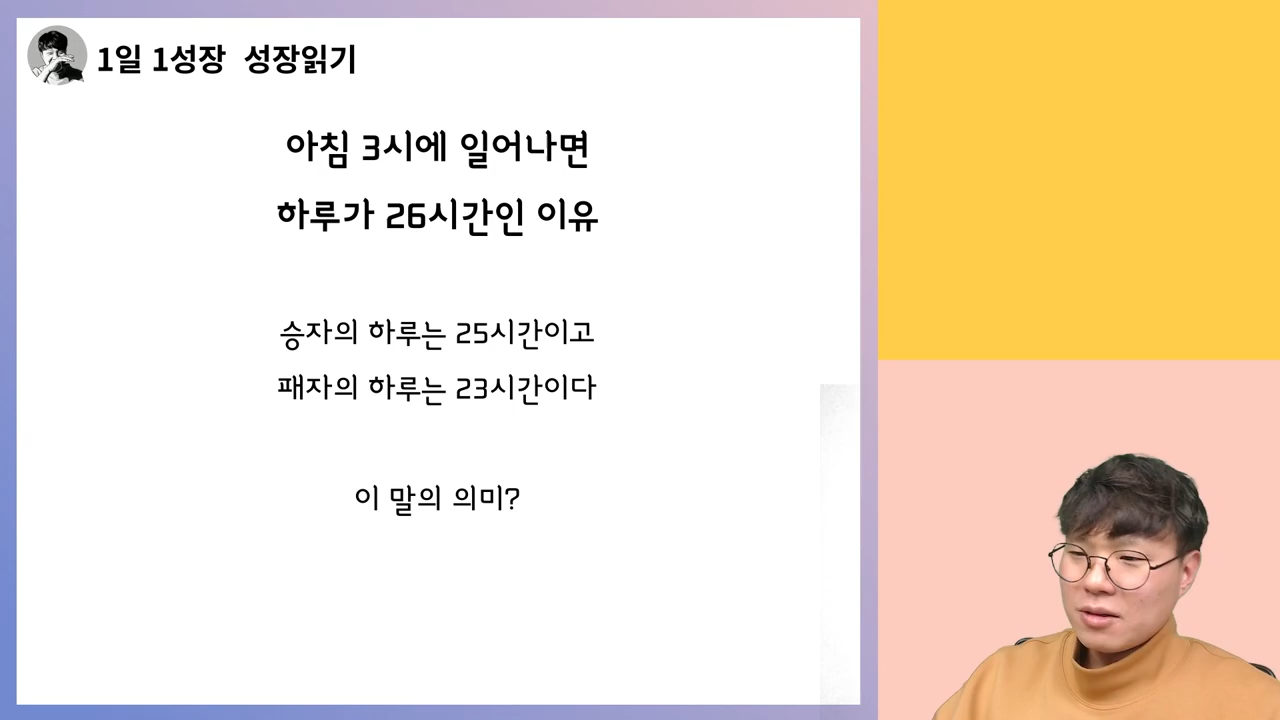 1일 1성장 성장읽기
아침 3시에 일어나면
하루가 26시간인 이유
승자의 하루는 25시간이고
패자의 하루는 23시간이다
이 말의 의미?